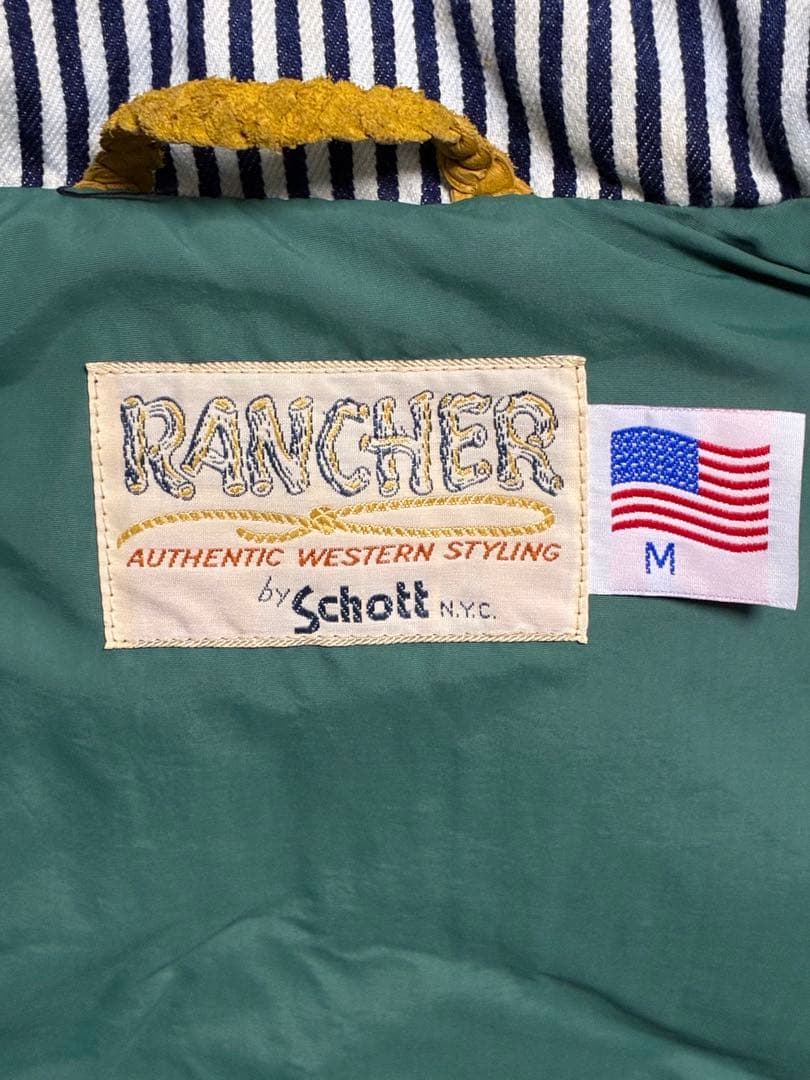 RANCHER
AUTHENTIC WESTERN STYLING
by Schott N.Y.C.
M